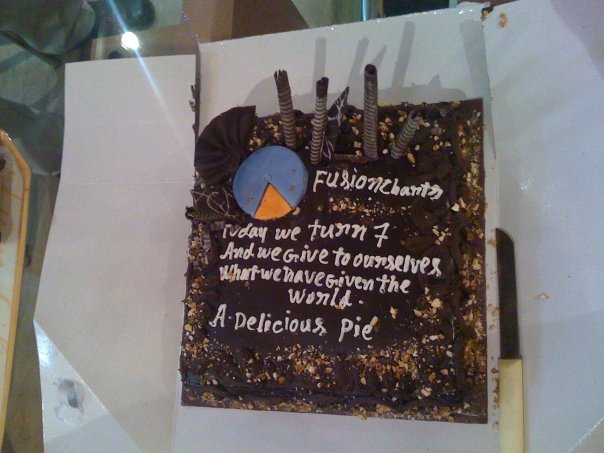 FusionCharts
Today we turn 7
And we Give to ourselves
What we have Given the
World.
A Delicious Pie